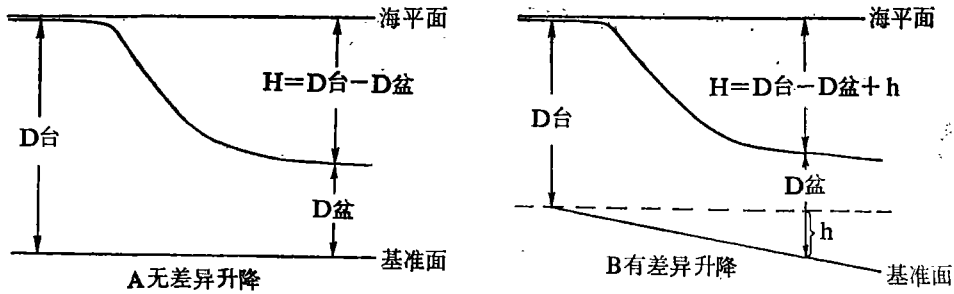 海平面
H=D台-D盆
D台
D盆
基准面
A无差异升降
海平面
H=D台-D盆+h
D台
D盆
h
B有差异升降
基准面